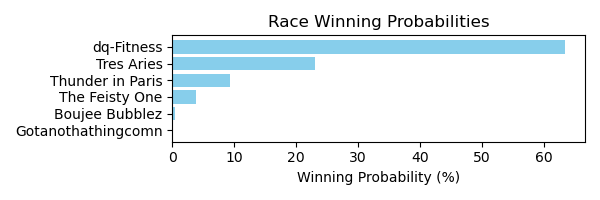 Race Winning Probabilities
dq-Fitness
Tres Aries
Thunder in Paris
The Feisty One
Boujee Bubblez
Gotanothathingcomn
0 10 20 30 40 50 60
Winning Probability (%)